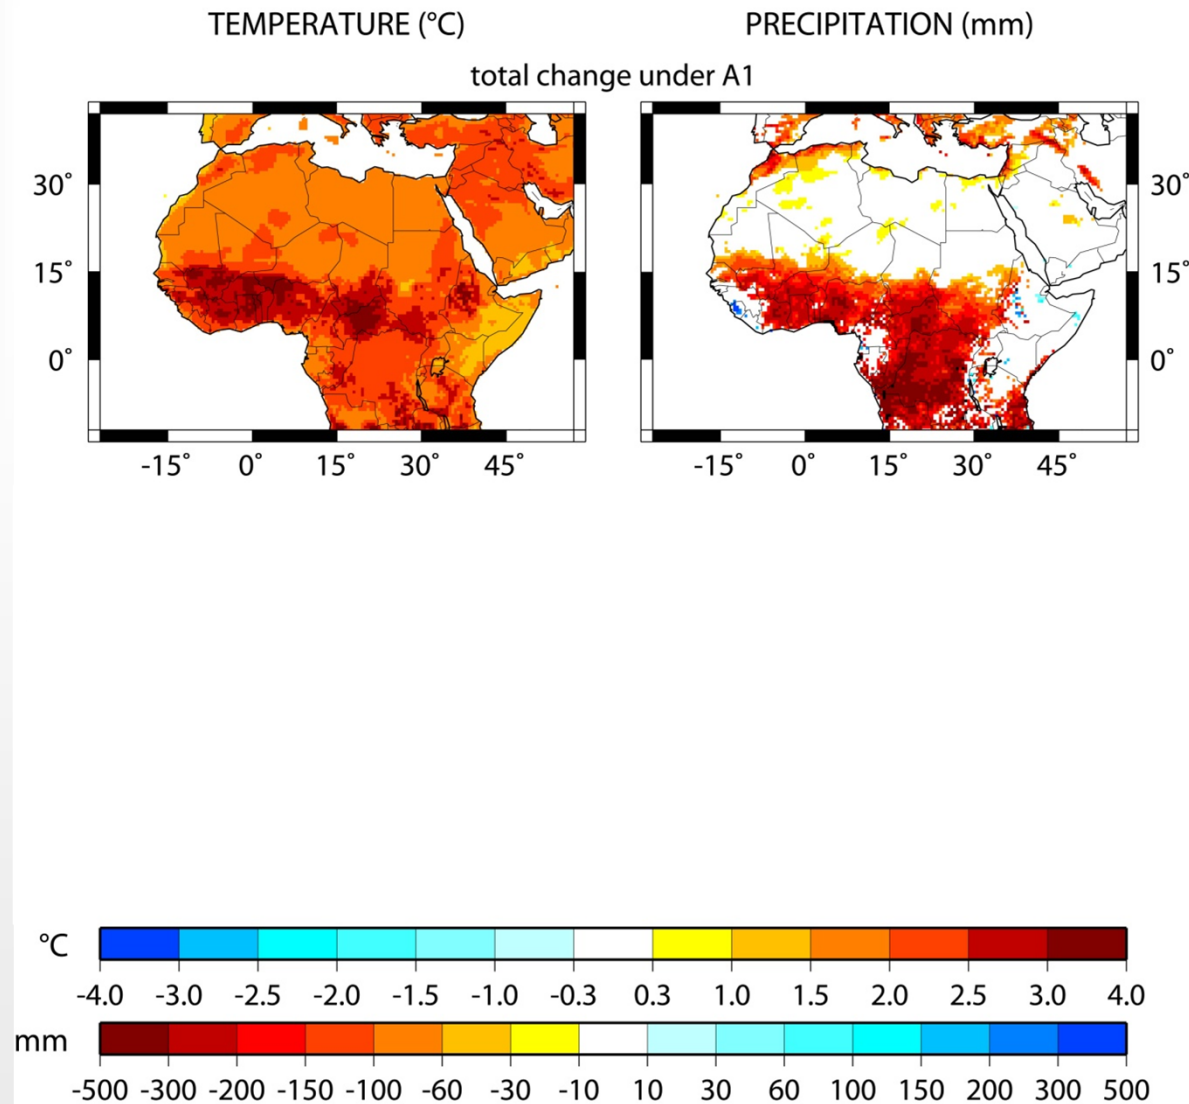 TEMPERATURE (°C) PRECIPITATION (mm)
total change under A1
30° 30°
15° 15°
0° 0°
-15° 0° 15° 30° 45° -15° 0° 15° 30° 45°
°C
-4.0 -3.0 -2.5 -2.0 -1.5 -1.0 -0.3 0.3 1.0 1.5 2.0 2.5 3.0 4.0
mm
-500 -300 -200 -150 -100 -60 -30 -10 10 30 60 100 150 200 300 500